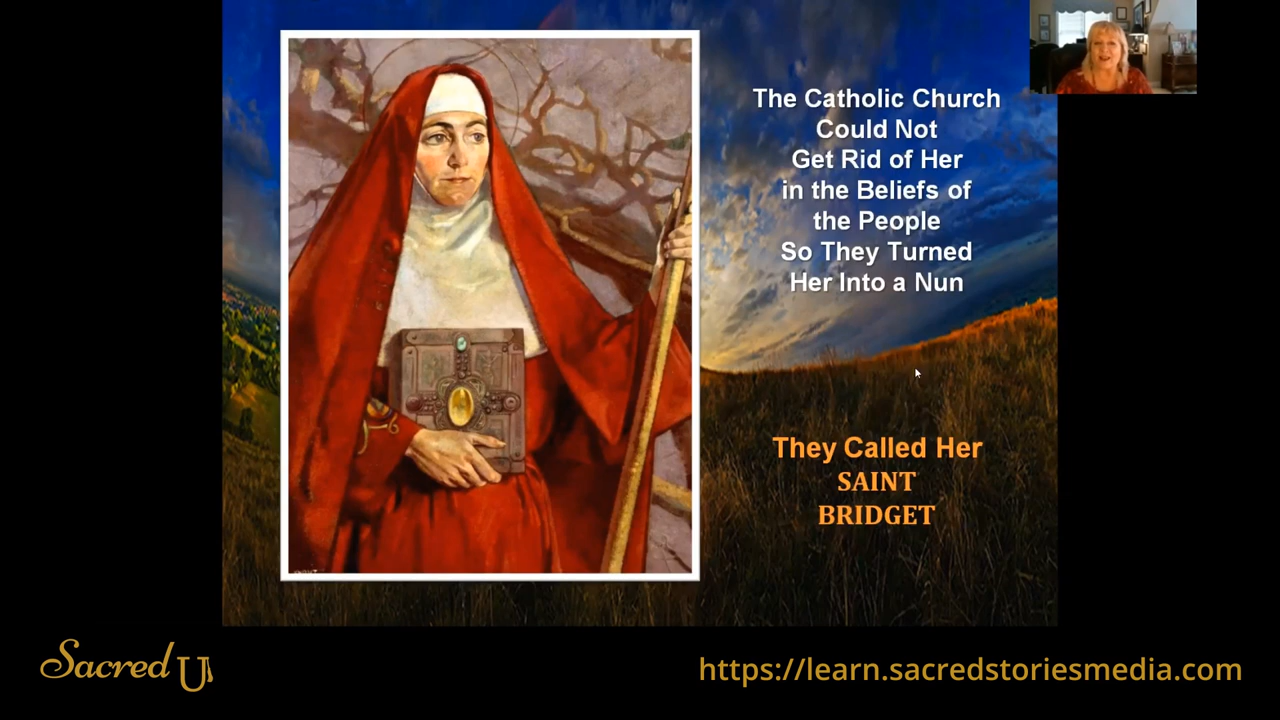 The Catholic Church
Could Not
Get Rid of Her
in the Beliefs of
the People
So They Turned
Her Into a Nun
They Called Her
SAINT
BRIDGET
Sacred U
https://learn.sacredstoriesmedia.com